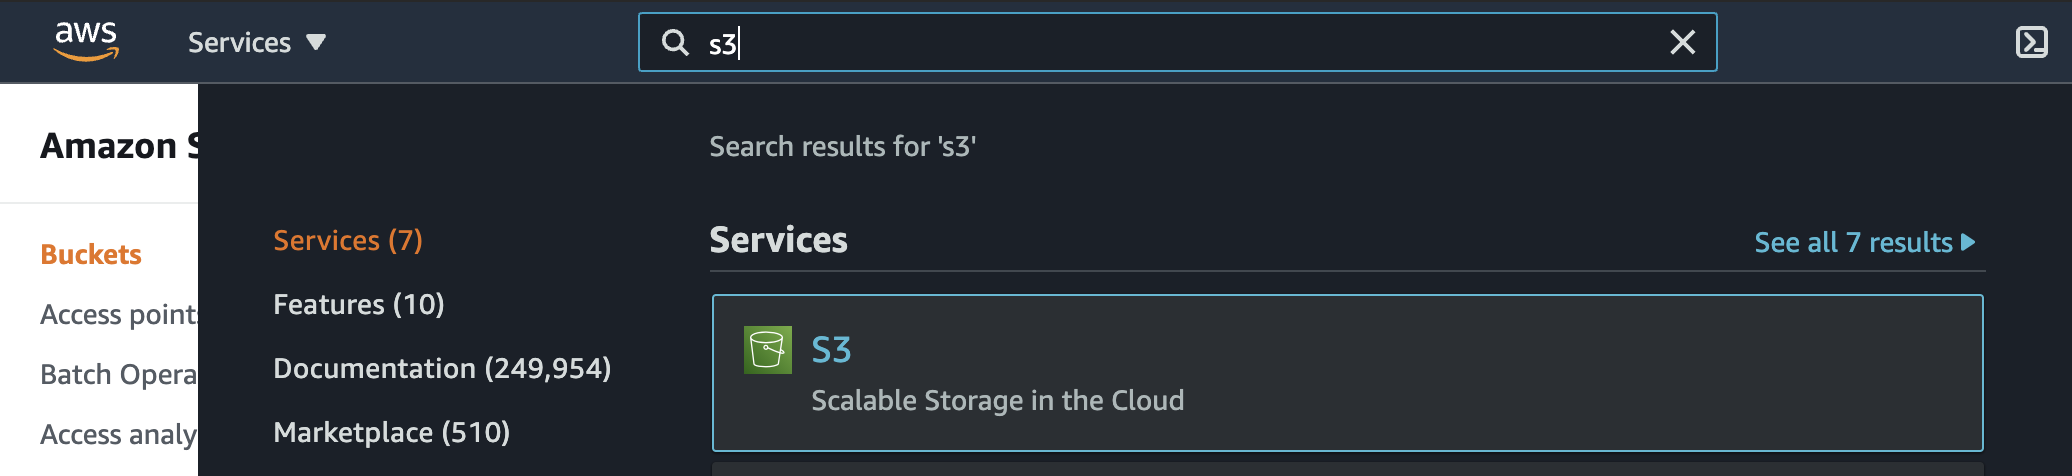 aws
Services
s3
Amazon S
Buckets
Access points
Batch Opera
Access analy
Services (7)
Features (10)
Documentation (249,954)
Marketplace (510)
Search results for 's3'
Services
See all 7 results
S3
Scalable Storage in the Cloud